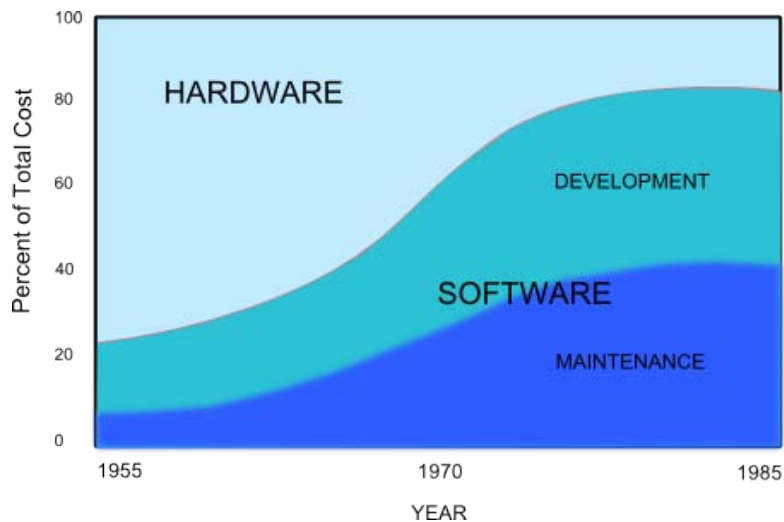 100
80
60
40
20
0
Percent of Total Cost
HARDWARE
DEVELOPMENT
SOFTWARE
MAINTENANCE
1955 1970 1985
YEAR